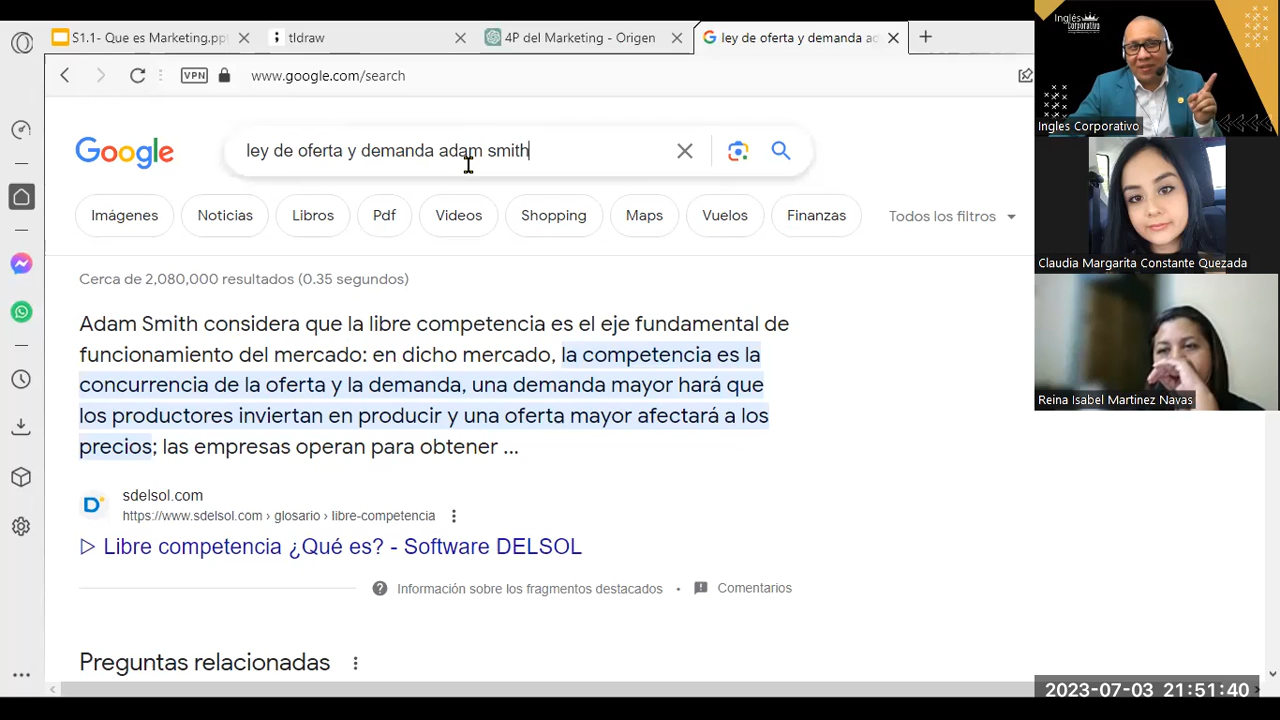 S1.1- Que es Marketing.ppt
tldraw
4P del Marketing - Origen
ley de oferta y demanda ad
VPN
www.google.com/search
Google
ley de oferta y demanda adam smith
Imágenes
Noticias
Libros
Pdf
Videos
Shopping
Maps
Vuelos
Finanzas
Todos los filtros
Cerca de 2,080,000 resultados (0.35 segundos)
Adam Smith considera que la libre competencia es el eje fundamental de
funcionamiento del mercado: en dicho mercado, la competencia es la
concurrencia de la oferta y la demanda, una demanda mayor hará que
los productores inviertan en producir y una oferta mayor afectará a los
precios; las empresas operan para obtener ...
sdelsol.com
https://www.sdelsol.com › glosario › libre-competencia
▷ Libre competencia ¿Qué es? - Software DELSOL
Información sobre los fragmentos destacados
Comentarios
Preguntas relacionadas
Inglés
Corporativo
Ingles Corporativo
Claudia Margarita Constante Quezada
Reina Isabel Martinez Navas
2023-07-03 21:51:40